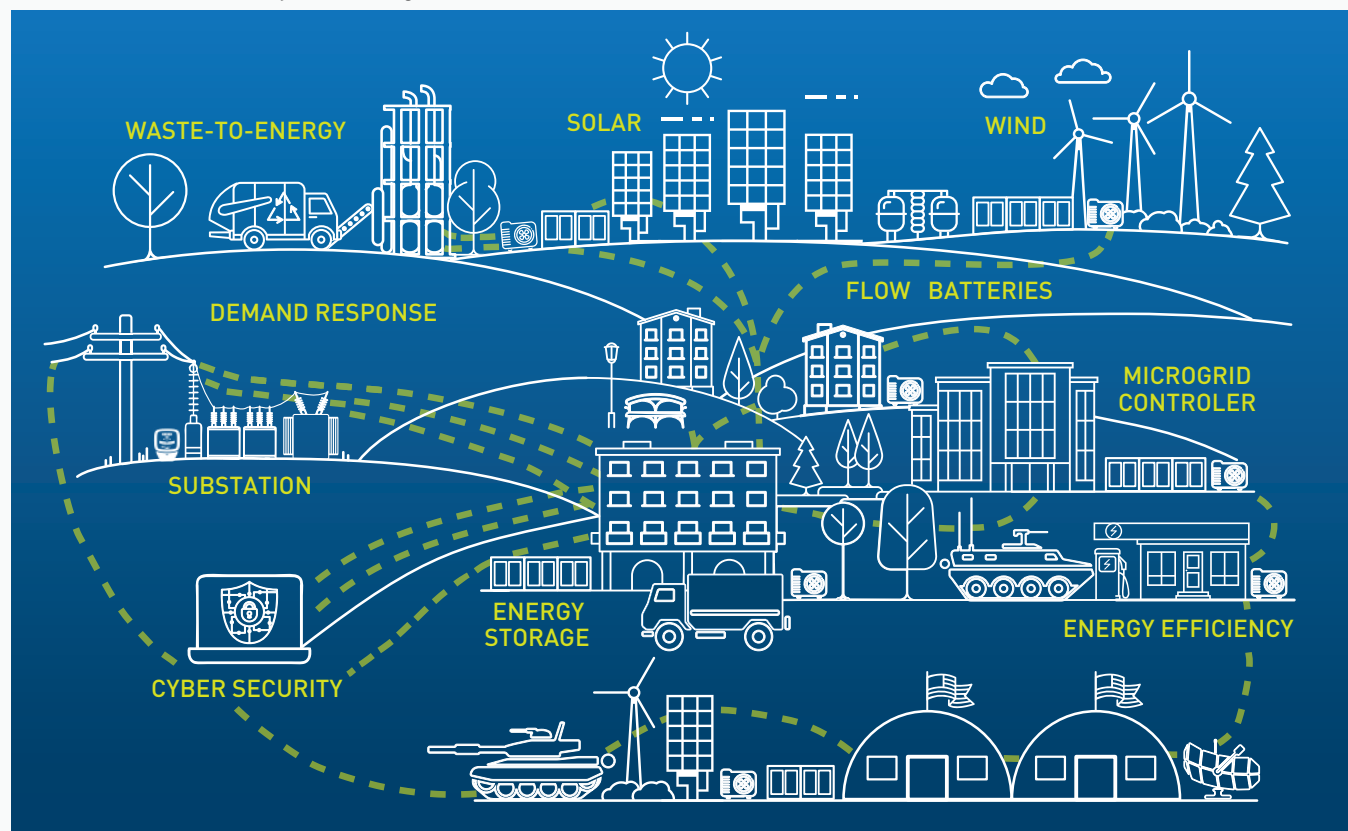 WASTE-TO-ENERGY
SOLAR
WIND
DEMAND RESPONSE
FLOW BATTERIES
MICROGRID
CONTROLER
SUBSTATION
ENERGY
STORAGE
ENERGY EFFICIENCY
CYBER SECURITY